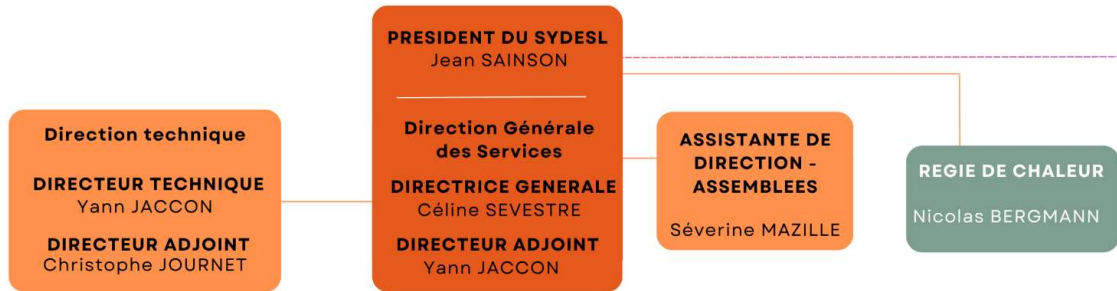 PRESIDENT DU SYDESL
Jean SAINSON
Direction Générale
des Services
DIRECTRICE GENERALE
Céline SEVESTRE
DIRECTEUR ADJOINT
Yann JACCON
Direction technique
DIRECTEUR TECHNIQUE
Yann JACCON
DIRECTEUR ADJOINT
Christophe JOURNET
ASSISTANTE DE
DIRECTION -
ASSEMBLEES
Séverine MAZILLE
REGIE DE CHALEUR
Nicolas BERGMANN